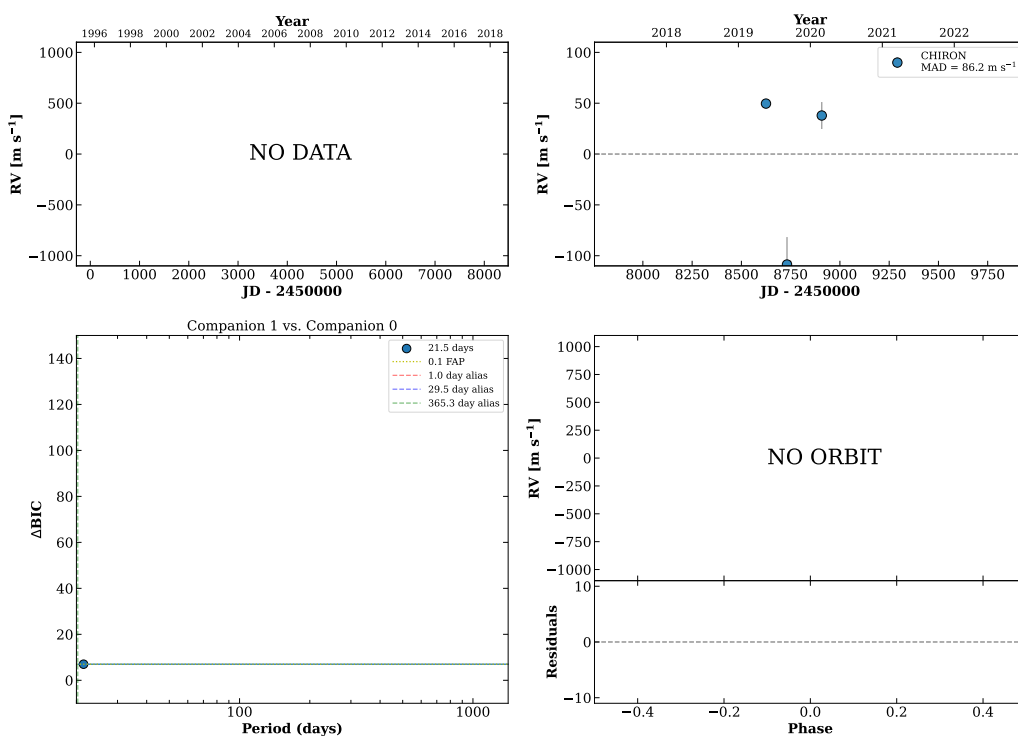 Year
1996 1998 2000 2002 2004 2006 2008 2010 2012 2014 2016 2018
1000
500
0
−500
−1000
RV [m s−1]
NO DATA
0 1000 2000 3000 4000 5000 6000 7000 8000
JD - 2450000
Year
2018 2019 2020 2021 2022
100
50
0
−50
−100
RV [m s−1]
CHIRON
MAD = 86.2 m s−1
8000 8250 8500 8750 9000 9250 9500 9750
JD - 2450000
Companion 1 vs. Companion 0
140
120
100
80
60
40
20
0
ΔBIC
21.5 days
0.1 FAP
1.0 day alias
29.5 day alias
365.3 day alias
100 1000
Period (days)
1000
750
500
250
0
−250
−500
−750
−1000
RV [m s−1]
NO ORBIT
10
0
−10
Residuals
−0.4 −0.2 0.0 0.2 0.4
Phase